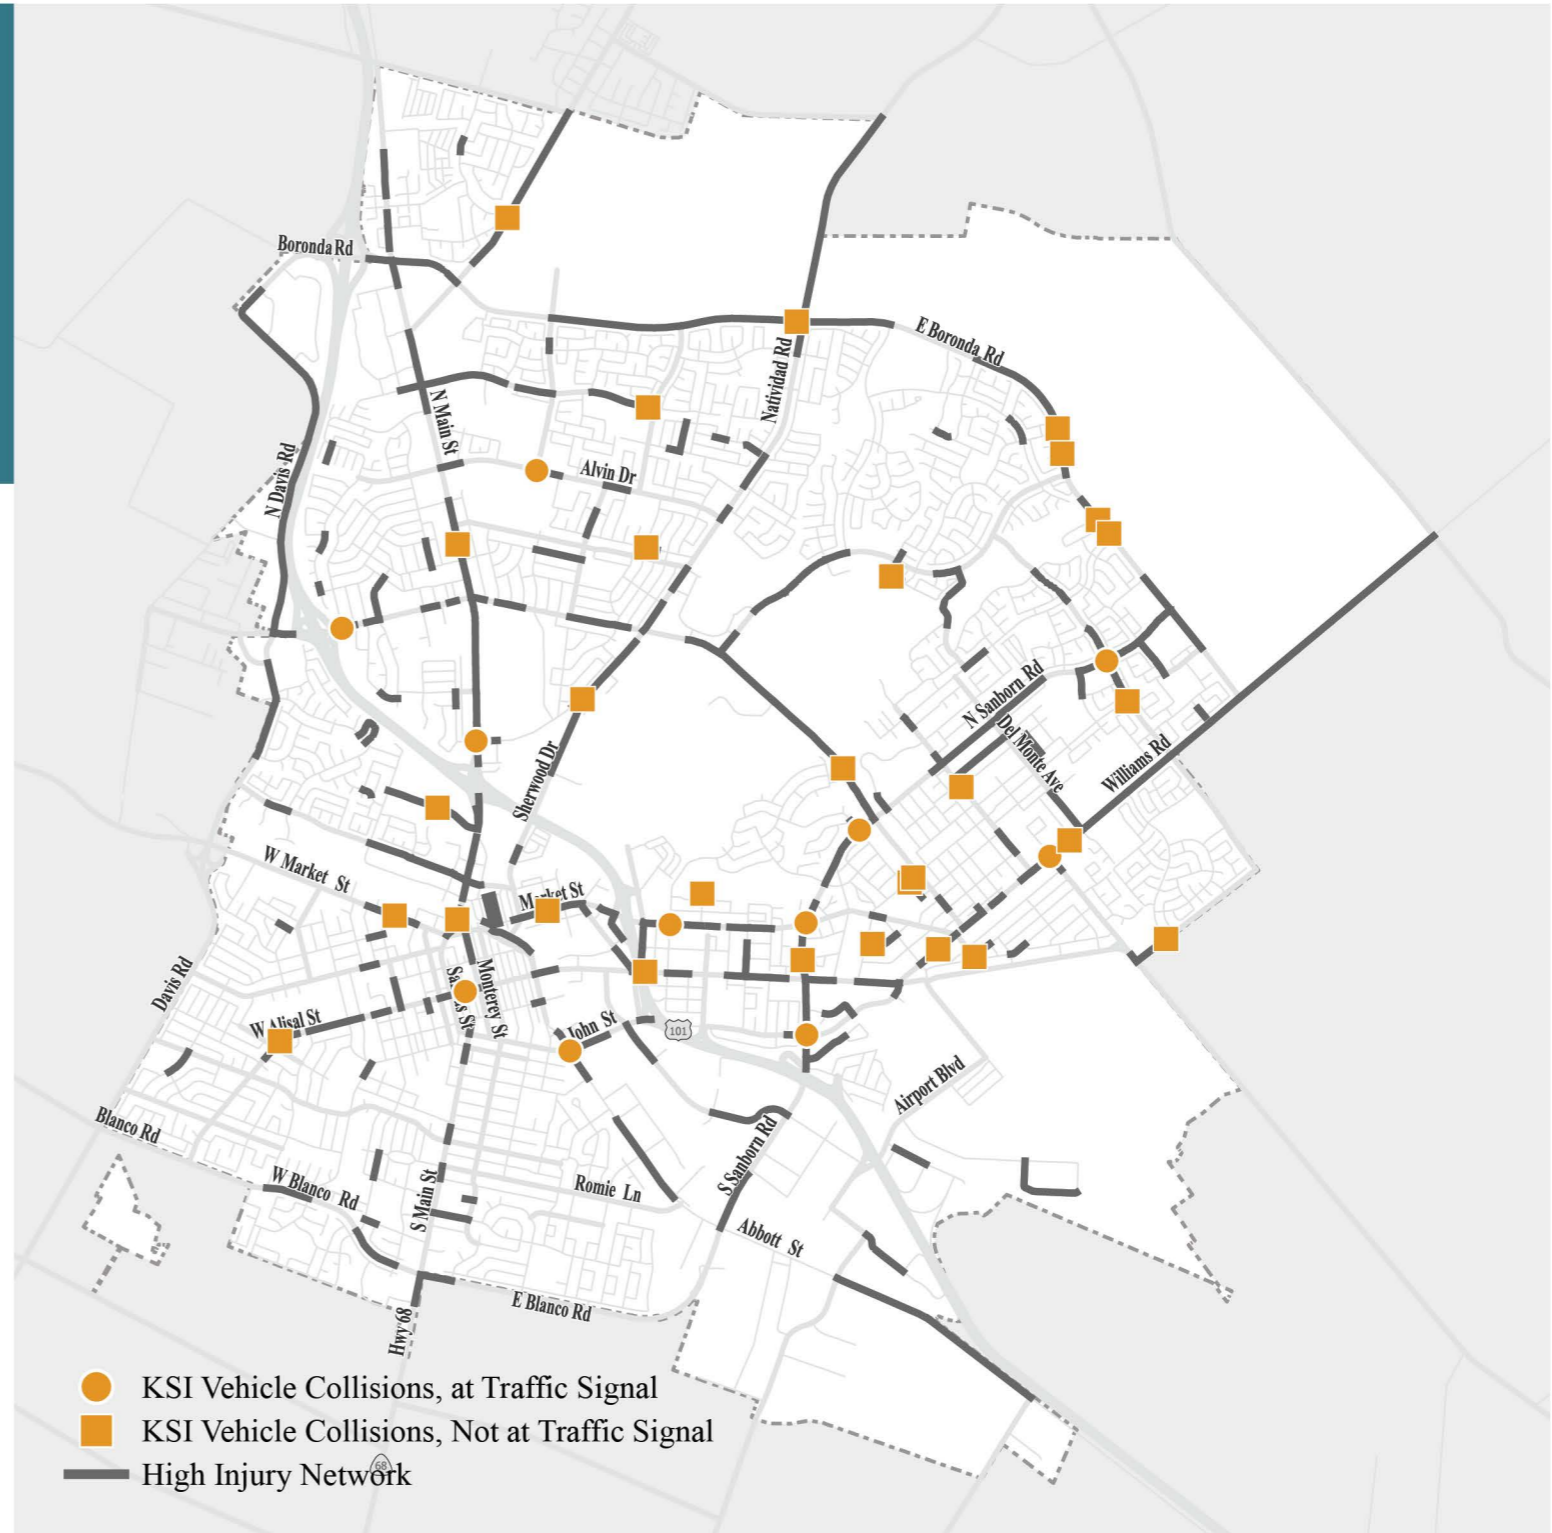 Boronda Rd
E Boronda Rd
Natividad Rd
N Main St
N Davis Rd
Alvin Dr
N Sanborn Rd
Del Monte Ave
Williams Rd
Sherwood Dr
W Market St
Market St
Davis Rd
Monterey St
W Alisal St
John St
101
Airport Blvd
Blanco Rd
W Blanco Rd
S Main St
Romie Ln
S Sanborn Rd
Abbott St
E Blanco Rd
Hwy 68
KSI Vehicle Collisions, at Traffic Signal
KSI Vehicle Collisions, Not at Traffic Signal
High Injury Network
68